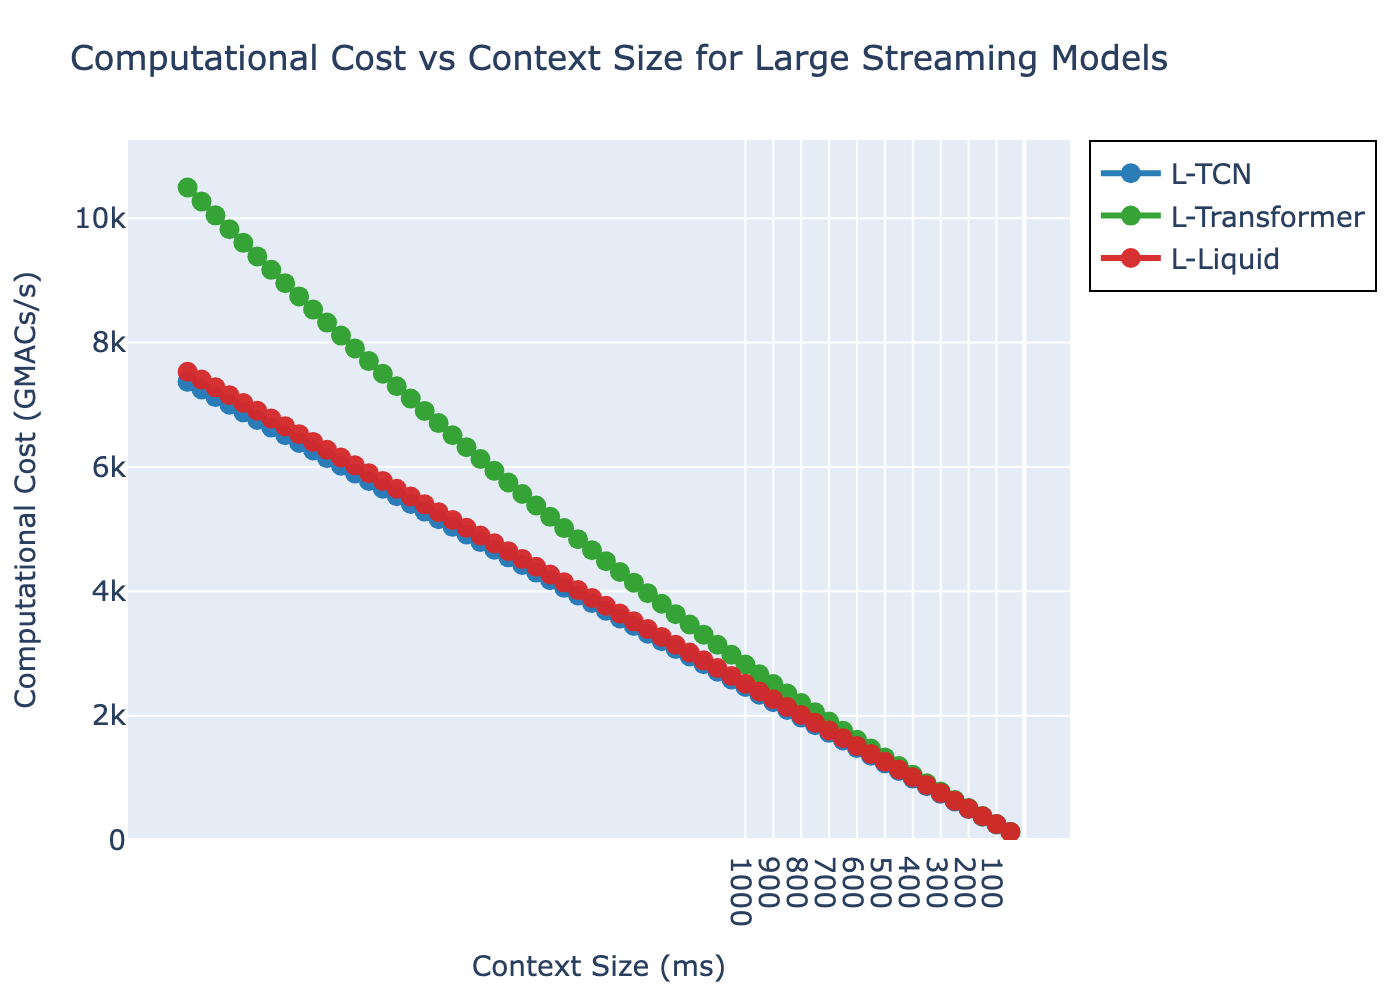 Computational Cost vs Context Size for Large Streaming Models
L-TCN
L-Transformer
L-Liquid
Computational Cost (GMACs/s)
10k
8k
6k
4k
2k
0
1000
900
800
700
600
500
400
300
200
100
Context Size (ms)